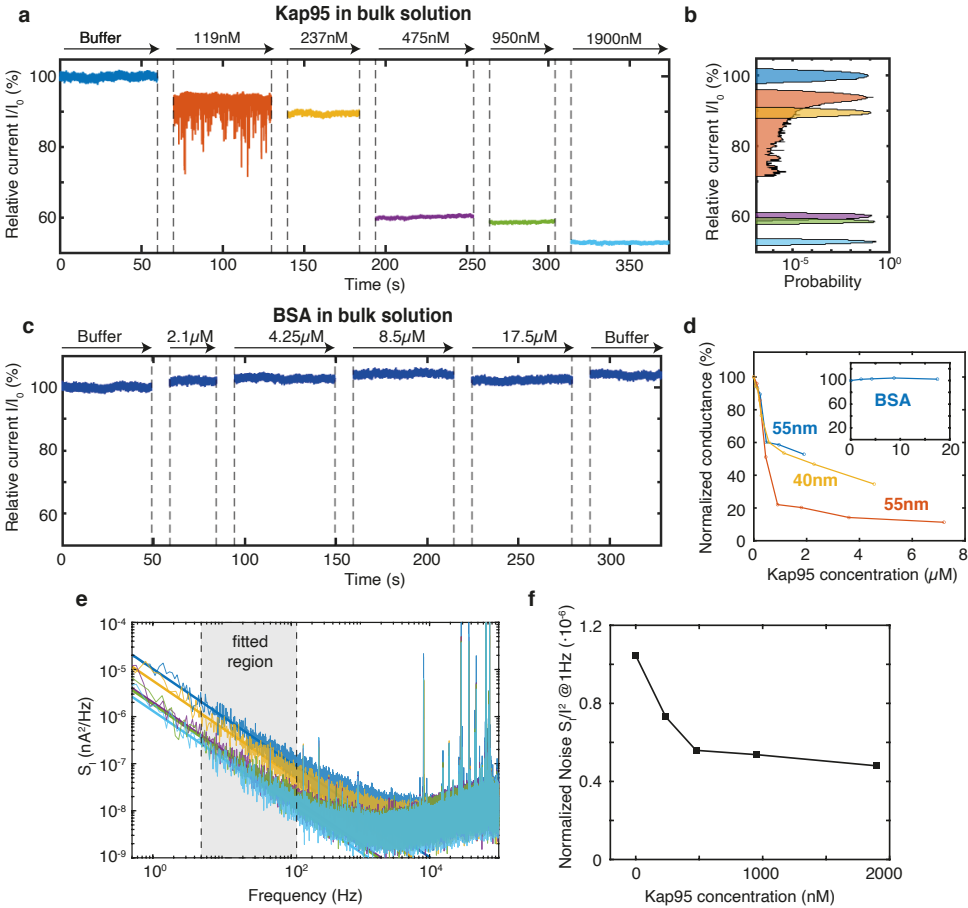 a
Kap95 in bulk solution
Buffer 119nM 237nM 475nM 950nM 1900nM
Relative current I/I₀ (%)
100
80
60
0 50 100 150 200 250 300 350
Time (s)
b
Relative current I/I₀ (%)
100
80
60
10⁻⁵ 10⁰
Probability
c
BSA in bulk solution
Buffer 2.1µM 4.25µM 8.5µM 17.5µM Buffer
Relative current I/I₀ (%)
100
80
60
0 50 100 150 200 250 300
Time (s)
d
Normalized conductance (%)
100
80
60
40
20
0
0 2 4 6 8
Kap95 concentration (µM)
55nm
40nm
55nm
100
80
60
40
20
0 10 20
BSA
e
S_I (nA²/Hz)
10⁻⁴
10⁻⁵
10⁻⁶
10⁻⁷
10⁻⁸
10⁻⁹
fitted
region
10⁰ 10² 10⁴
Frequency (Hz)
f
Normalized Noise S_I/I² @1Hz (·10⁻⁶)
1.2
0.8
0.4
0
0 1000 2000
Kap95 concentration (nM)